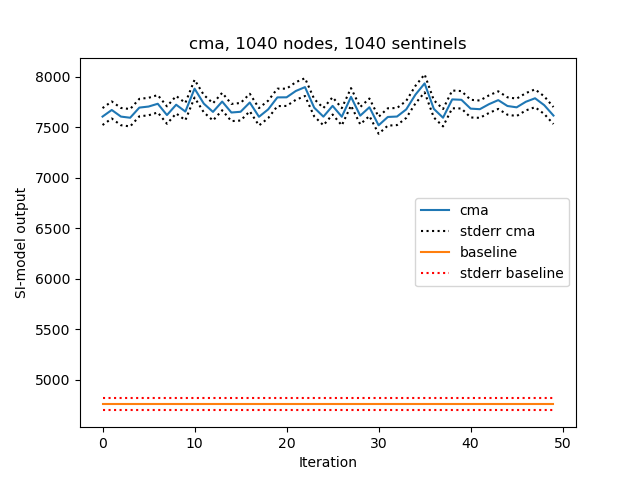 cma, 1040 nodes, 1040 sentinels
8000
7500
7000
6500
6000
5500
5000
SI-model output
cma
stderr cma
baseline
stderr baseline
0
10
20
30
40
50
Iteration